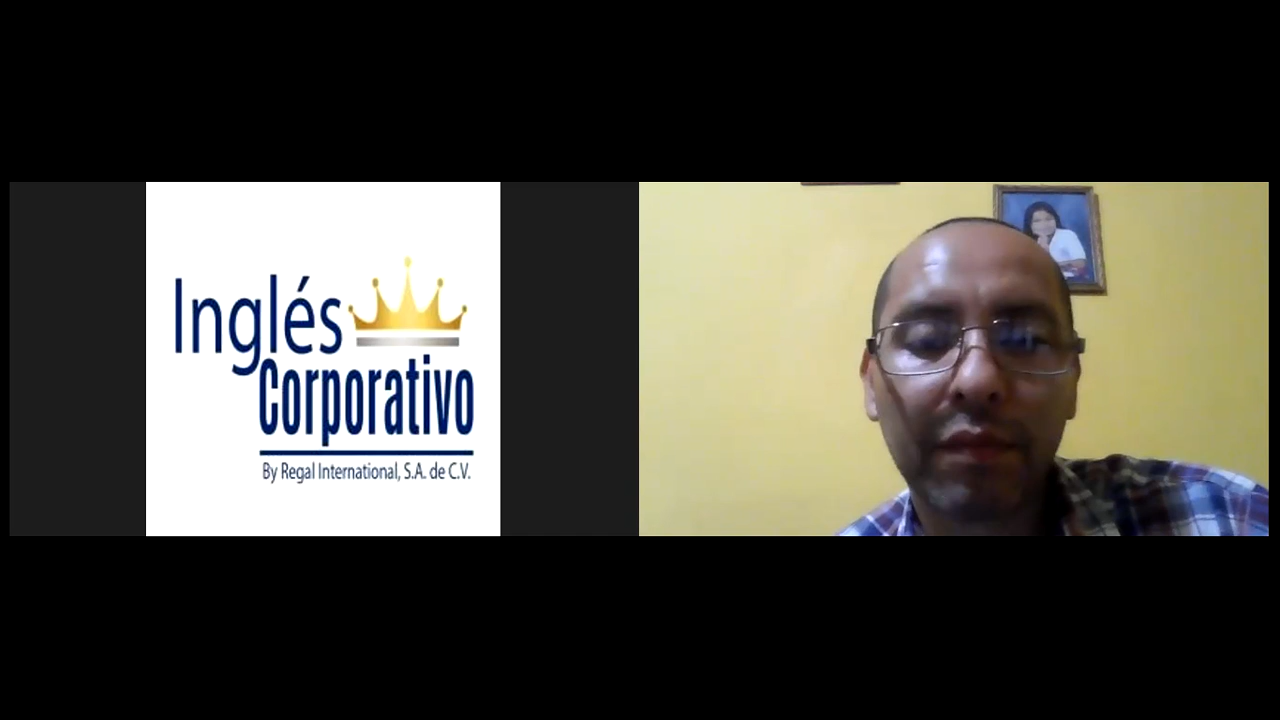 Inglés
Corporativo
By Regal International, S.A. de C.V.